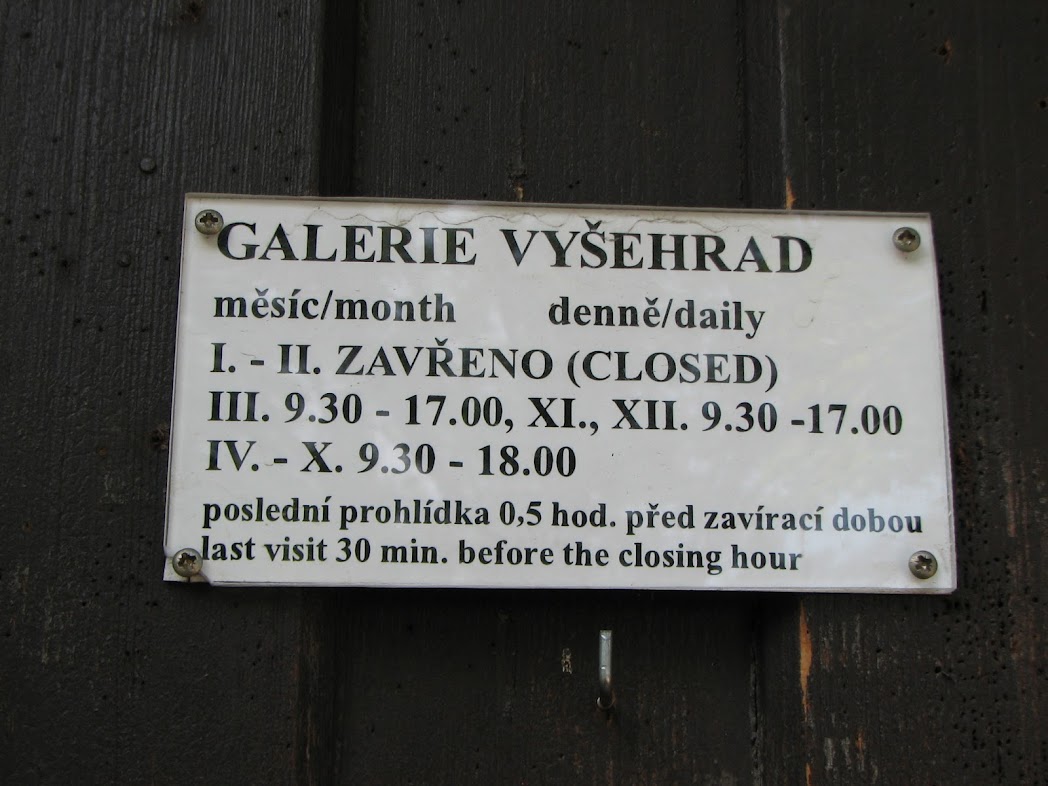 GALERIE VYŠEHRAD
měsíc/month denně/daily
I. - II. ZAVŘENO (CLOSED)
III. 9.30 - 17.00, XI., XII. 9.30 -17.00
IV. - X. 9.30 - 18.00
poslední prohlídka 0,5 hod. před zavírací dobou
last visit 30 min. before the closing hour